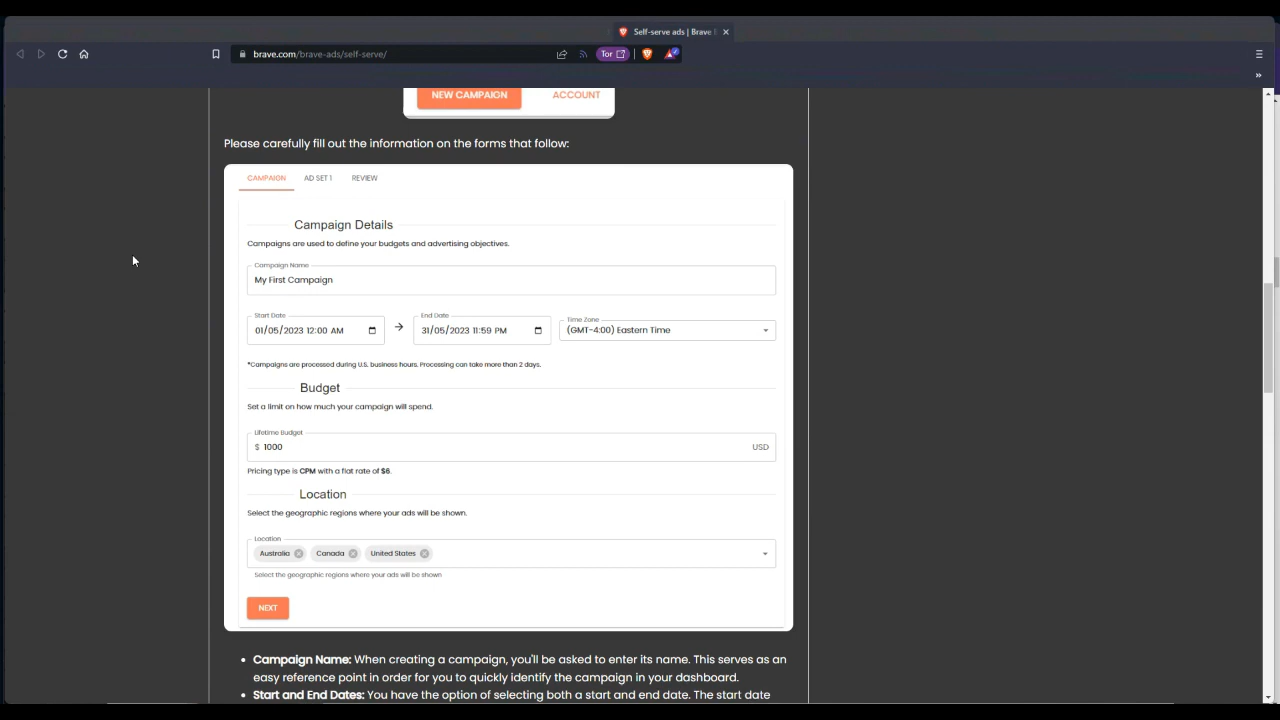 Self-serve ads | Brave
brave.com/brave-ads/self-serve/
Tor
NEW CAMPAIGN
ACCOUNT
Please carefully fill out the information on the forms that follow:
CAMPAIGN
AD SET 1
REVIEW
Campaign Details
Campaigns are used to define your budgets and advertising objectives.
Campaign Name
My First Campaign
Start Date
End Date
Time Zone
01/05/2023 12:00 AM
31/05/2023 11:59 PM
(GMT-4:00) Eastern Time
*Campaigns are processed during U.S. business hours. Processing can take more than 2 days.
Budget
Set a limit on how much your campaign will spend.
Lifetime Budget
$ 1000
USD
Pricing type is CPM with a flat rate of $6.
Location
Select the geographic regions where your ads will be shown.
Location
Australia
Canada
United States
Select the geographic regions where your ads will be shown
NEXT
• Campaign Name: When creating a campaign, you'll be asked to enter its name. This serves as an
easy reference point in order for you to quickly identify the campaign in your dashboard.
• Start and End Dates: You have the option of selecting both a start and end date. The start date